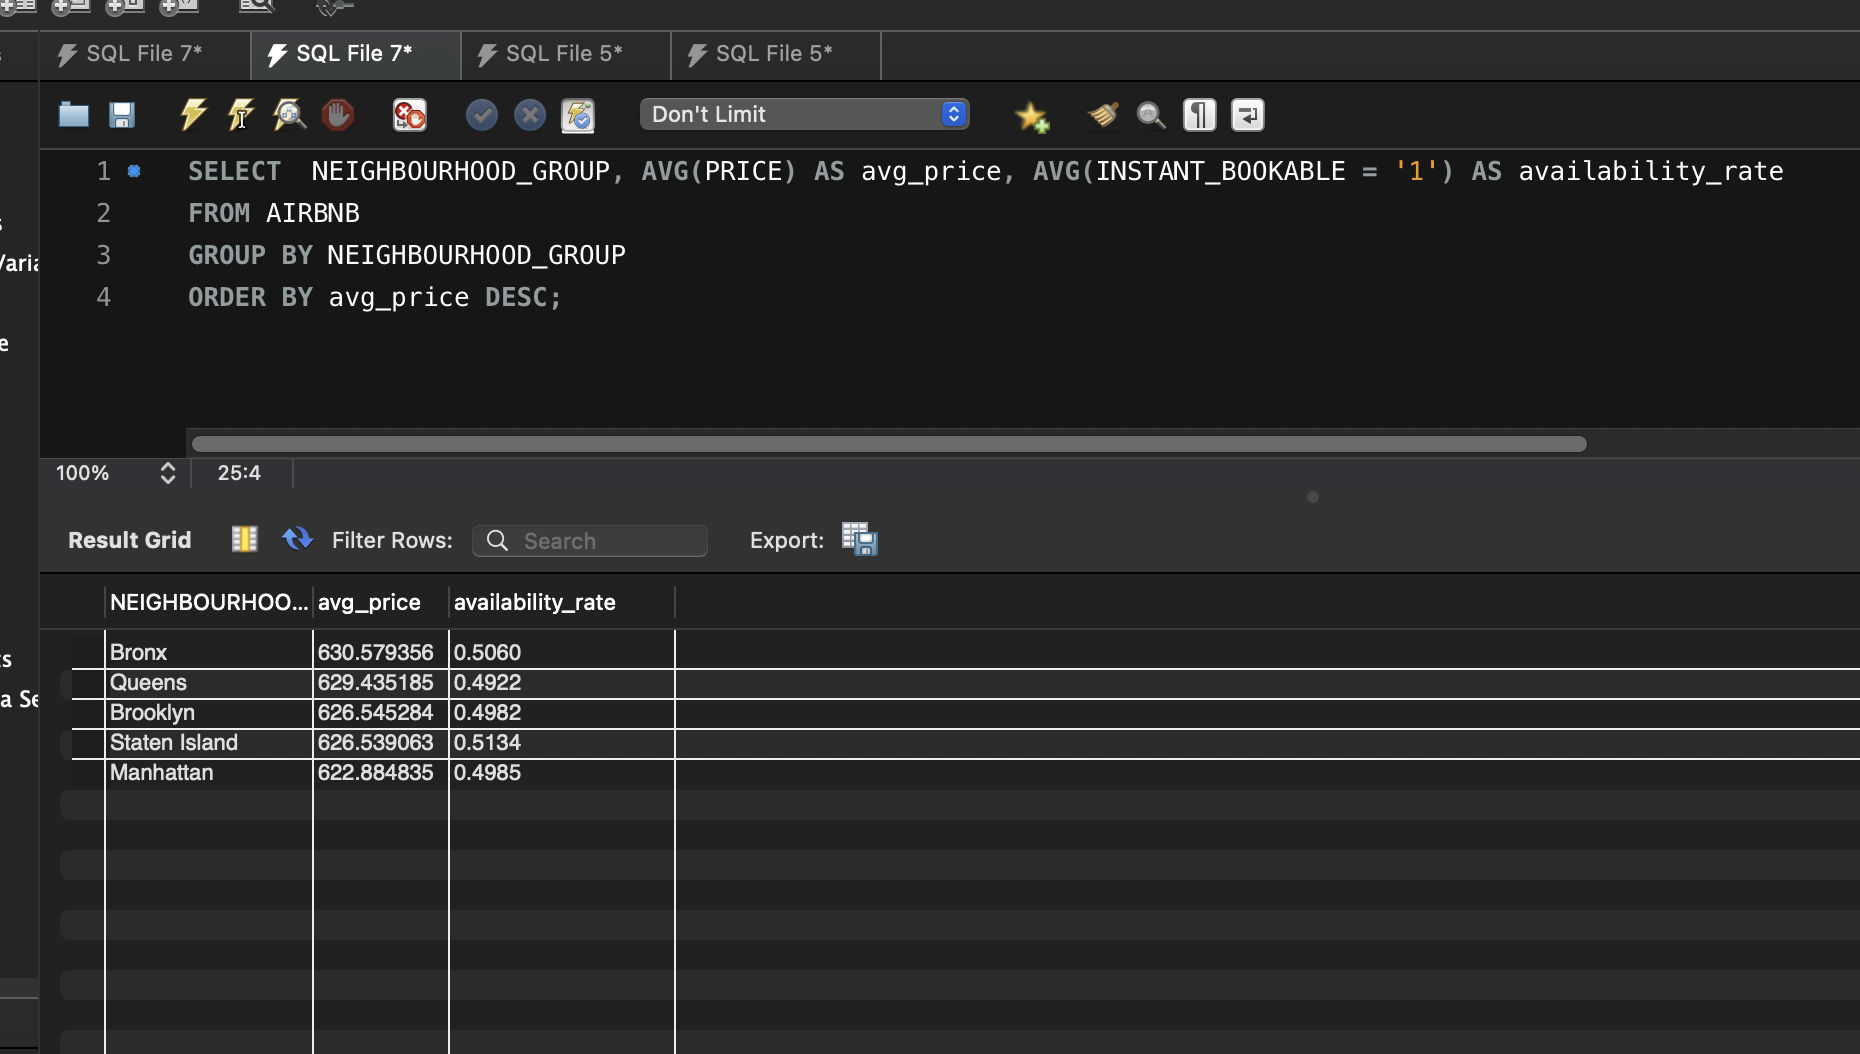 SQL File 7*
SQL File 7*
SQL File 5*
SQL File 5*
Don't Limit
1 SELECT  NEIGHBOURHOOD_GROUP, AVG(PRICE) AS avg_price, AVG(INSTANT_BOOKABLE = '1') AS availability_rate
2 FROM AIRBNB
3 GROUP BY NEIGHBOURHOOD_GROUP
4 ORDER BY avg_price DESC;
100%
25:4
Result Grid
Filter Rows:
Search
Export:
NEIGHBOURHOO... avg_price availability_rate
Bronx 630.579356 0.5060
Queens 629.435185 0.4922
Brooklyn 626.545284 0.4982
Staten Island 626.539063 0.5134
Manhattan 622.884835 0.4985